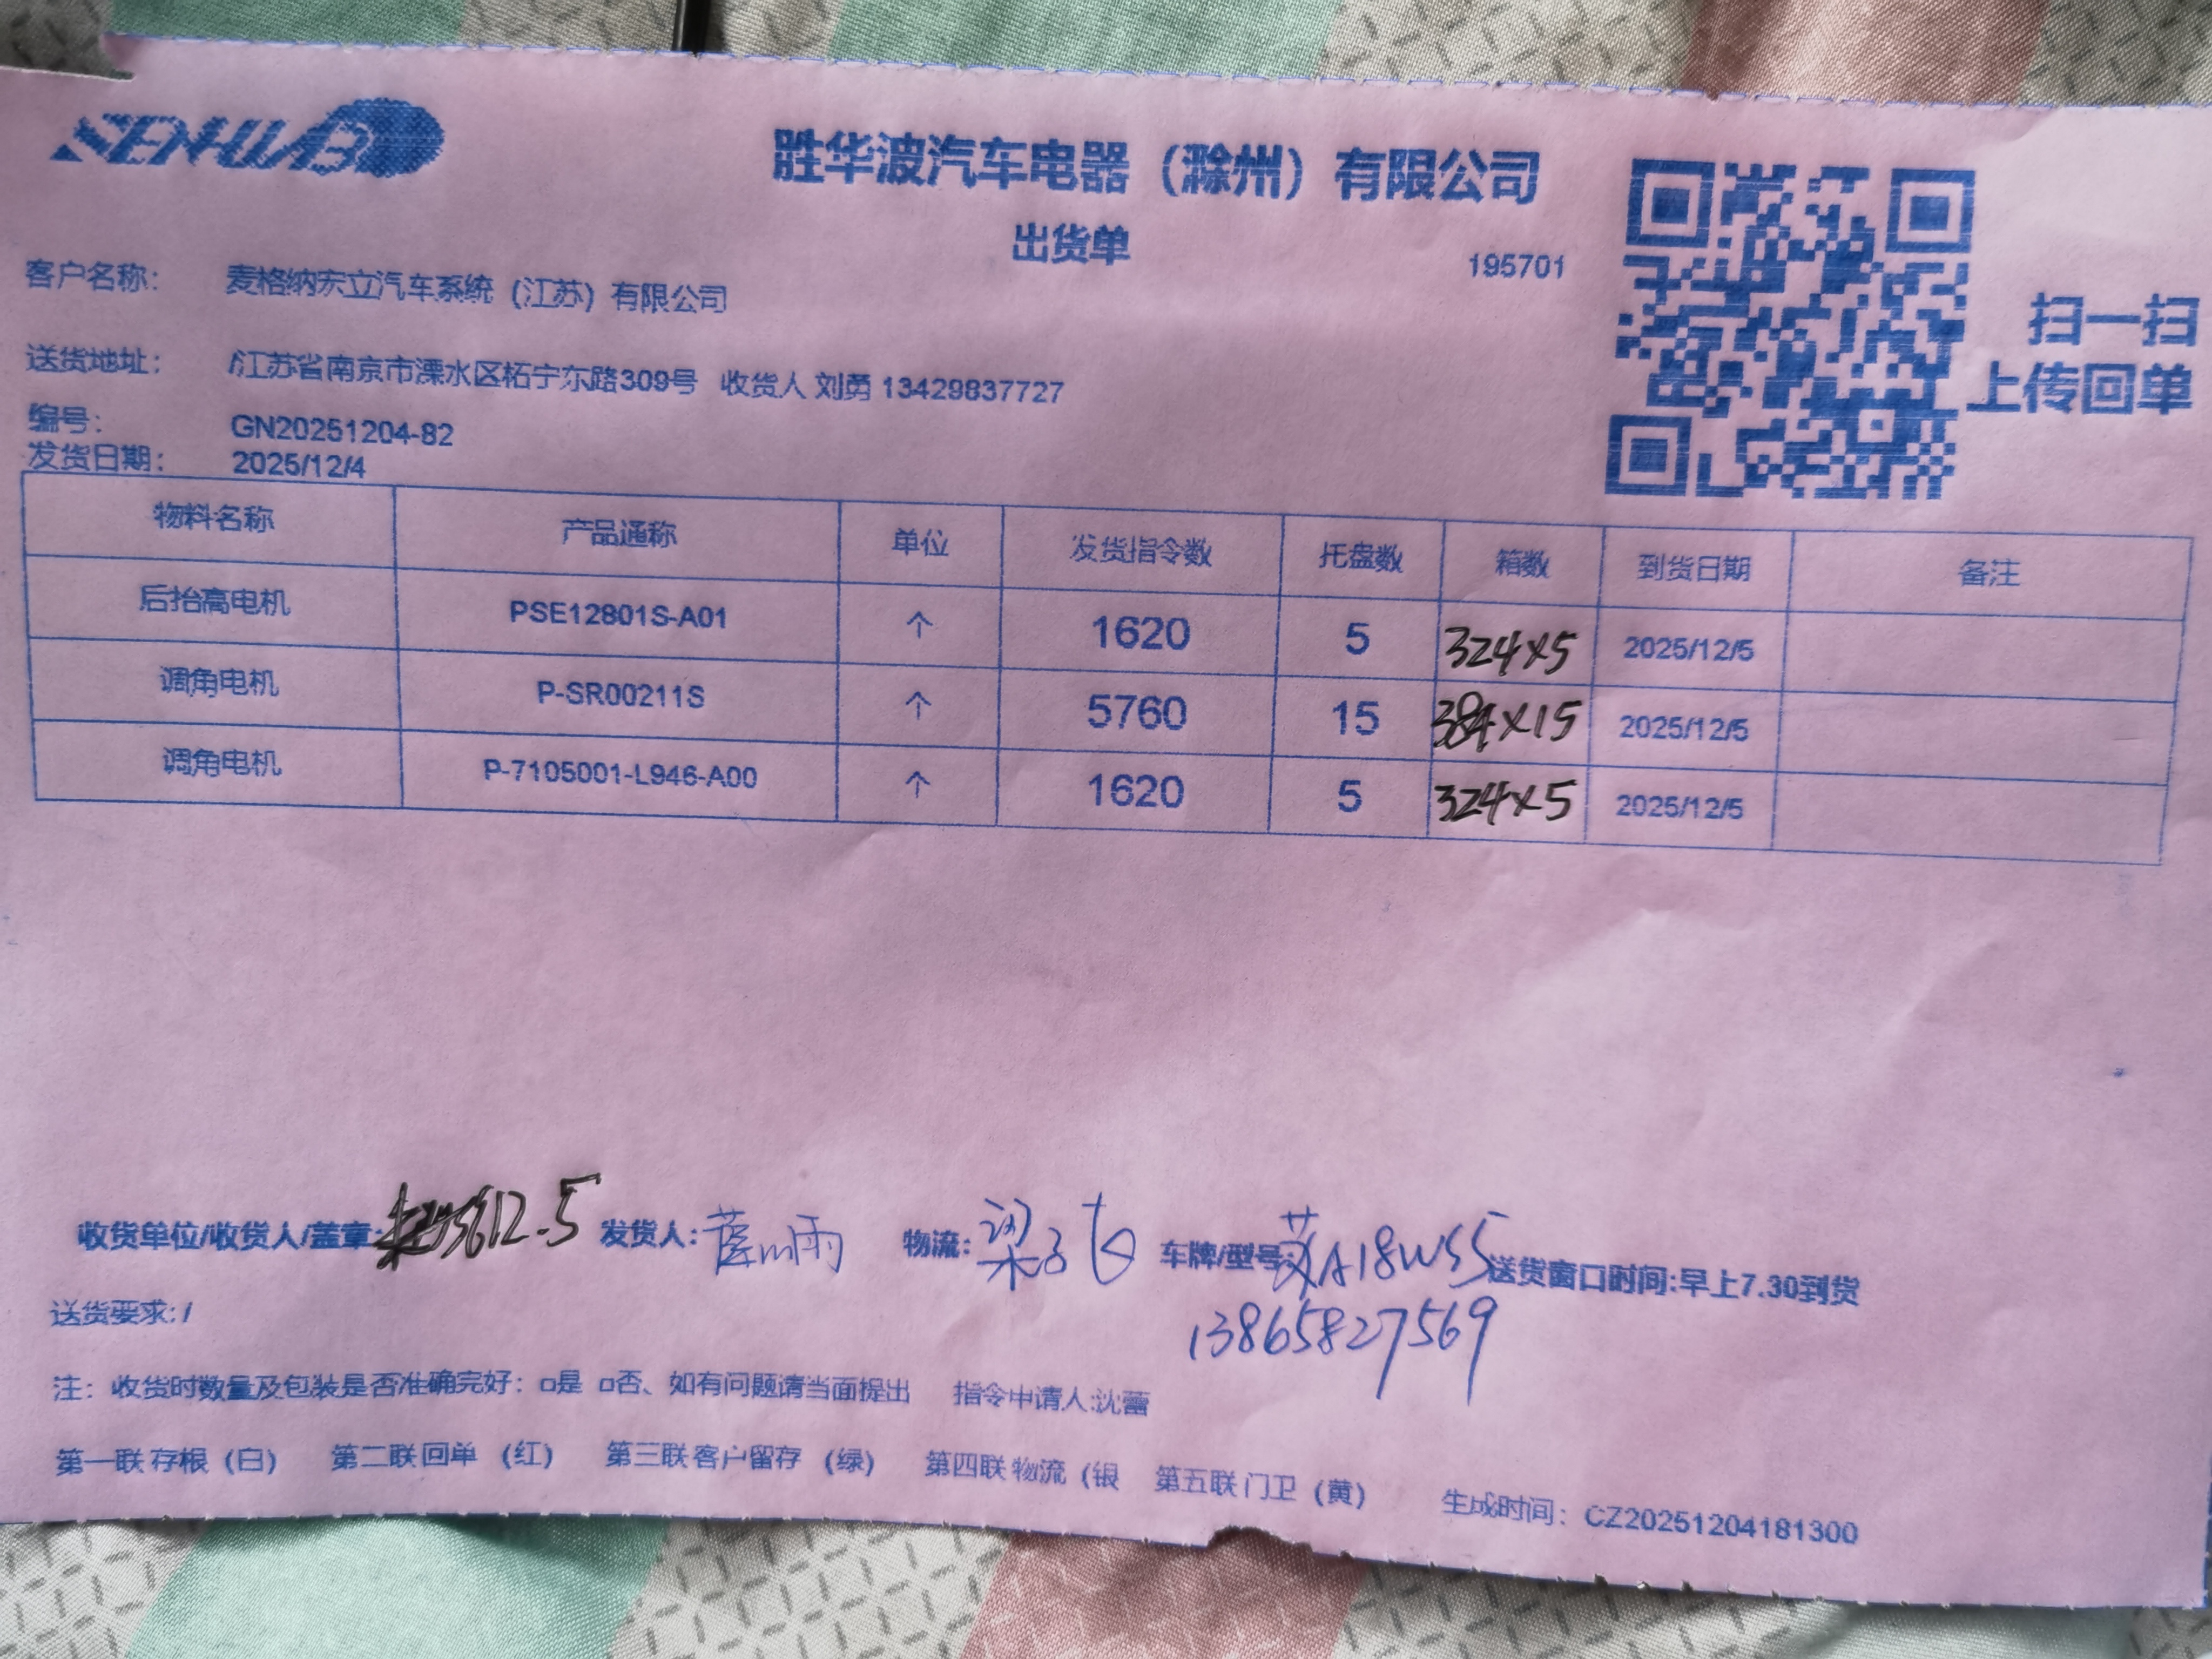 SENHUABO
胜华波汽车电器（滁州）有限公司
出货单
195701
扫一扫
上传回单
客户名称： 麦格纳宏立汽车系统（江苏）有限公司
送货地址： /江苏省南京市溧水区柘宁东路309号 收货人 刘勇 13429837727
编号： GN20251204-82
发货日期： 2025/12/4
物料名称 产品通称 单位 发货指令数 托盘数 箱数 到货日期 备注
后抬高电机 PSE12801S-A01 个 1620 5 324×5 2025/12/5
调角电机 P-SR00211S 个 5760 15 384×15 2025/12/5
调角电机 P-7105001-L946-A00 个 1620 5 324×5 2025/12/5
收货单位/收货人/盖章: 12.5 发货人: 雨 物流: 梁 车牌/型号: A18W55 送货窗口时间:早上7.30到货
13865827569
送货要求:/
注：收货时数量及包装是否准确完好：□是 □否、如有问题请当面提出 指令申请人:沈蕾
第一联存根（白） 第二联回单（红） 第三联客户留存（绿） 第四联物流（银 第五联门卫（黄） 生成时间：CZ20251204181300